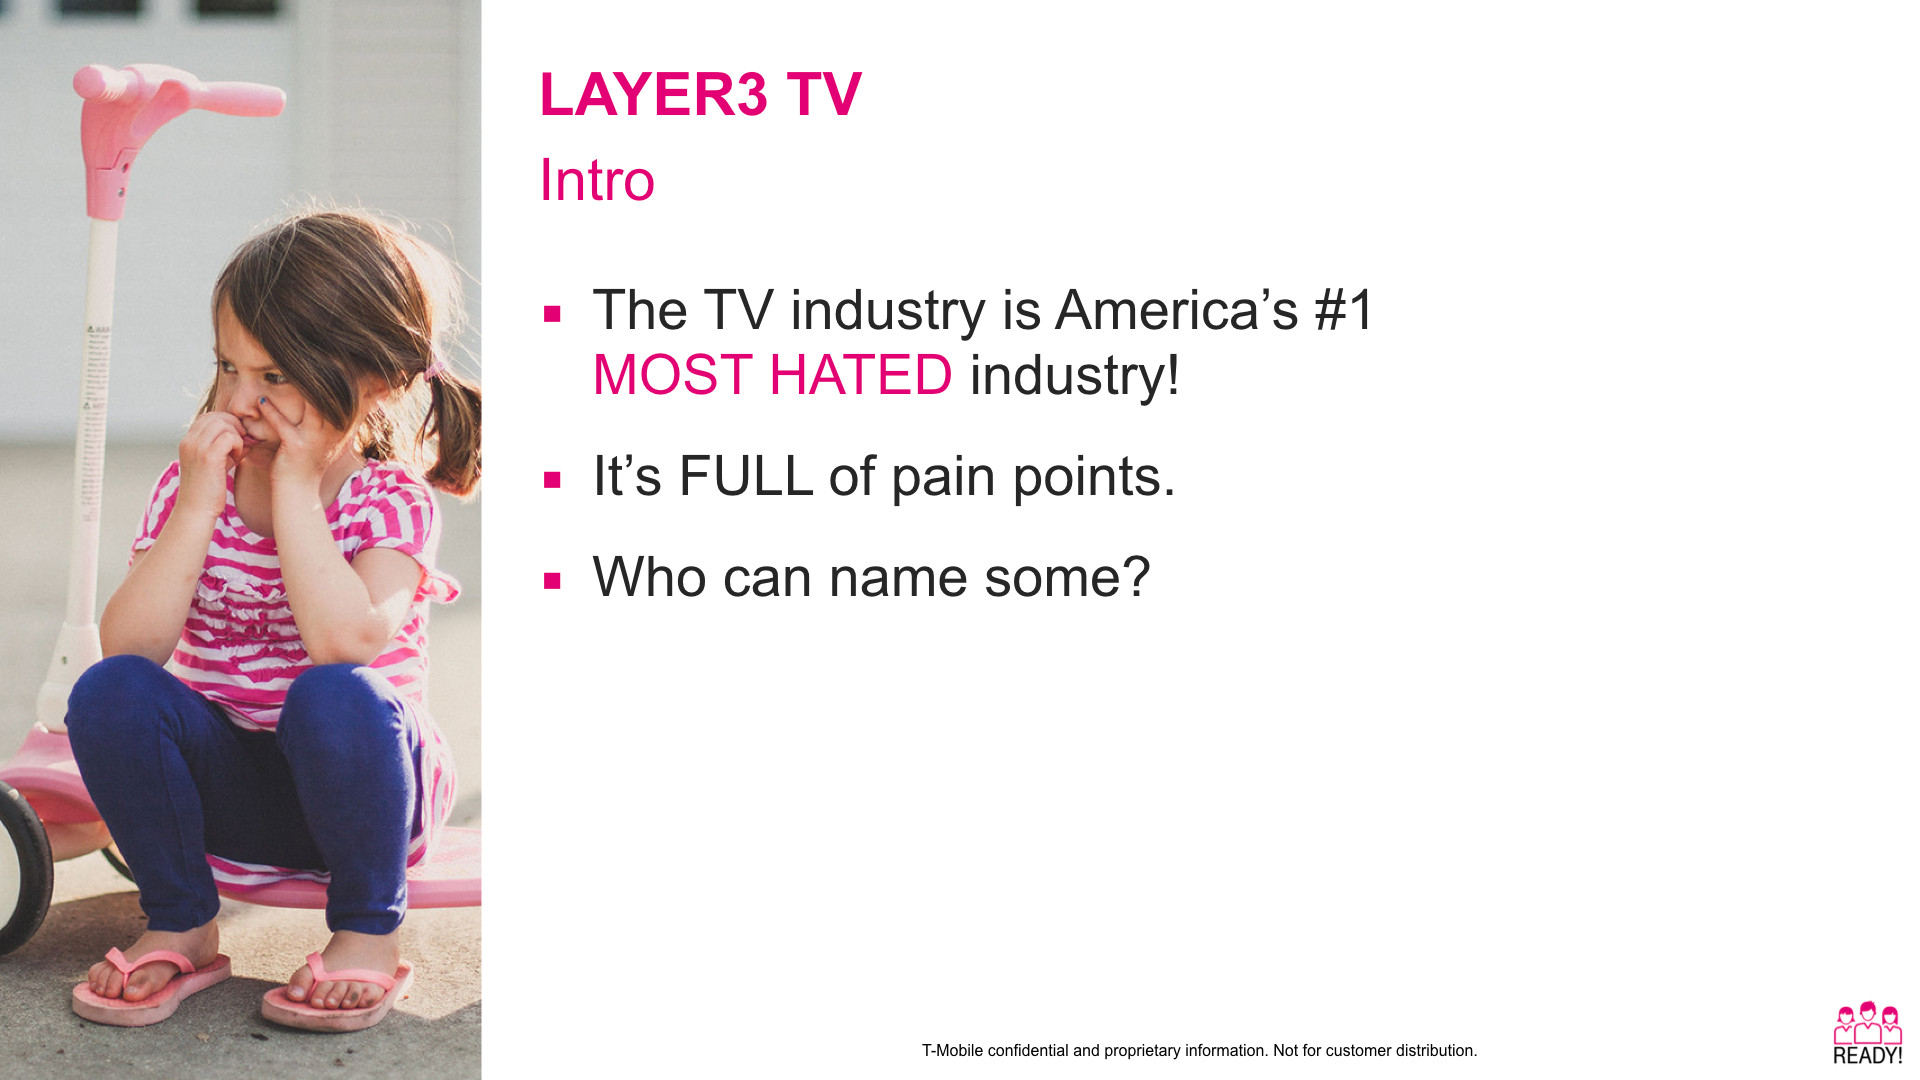 LAYER3 TV
Intro
▪ The TV industry is America’s #1
MOST HATED industry!
▪ It’s FULL of pain points.
▪ Who can name some?
T-Mobile confidential and proprietary information. Not for customer distribution.
READY!